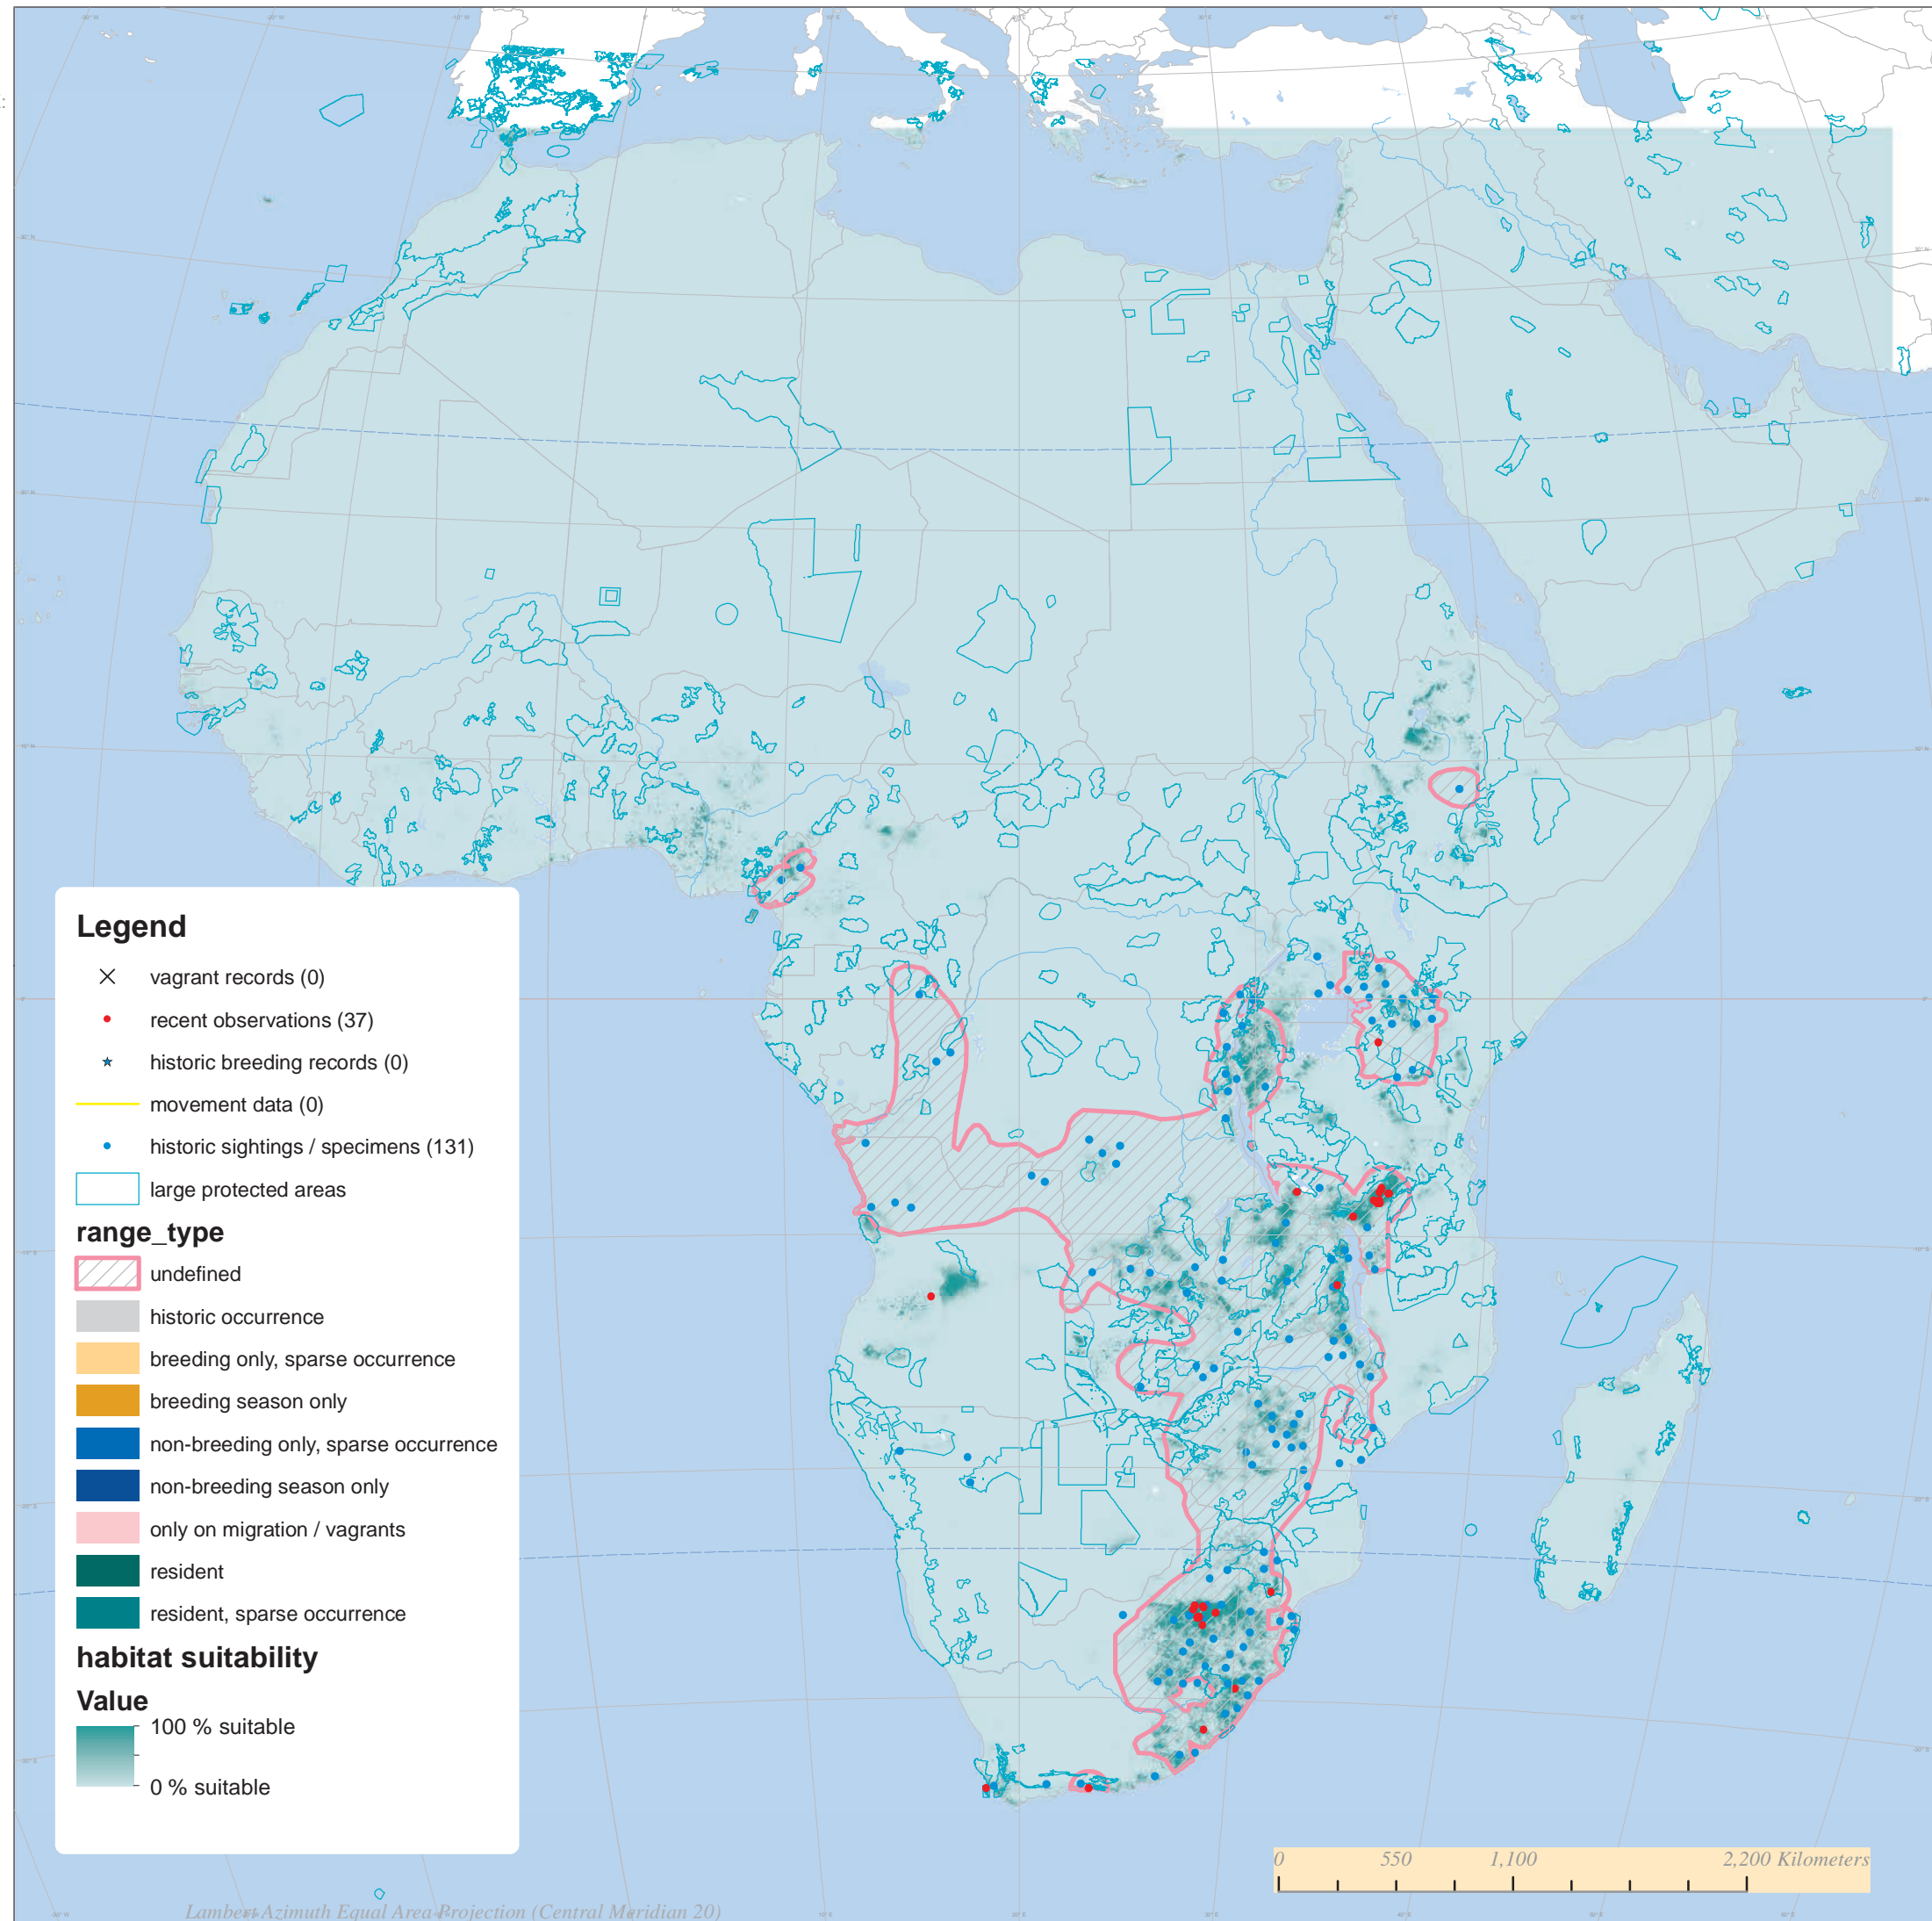 Legend
vagrant records (0)
recent observations (37)
historic breeding records (0)
movement data (0)
historic sightings / specimens (131)
large protected areas
range_type
undefined
historic occurrence
breeding only, sparse occurrence
breeding season only
non-breeding only, sparse occurrence
non-breeding season only
only on migration / vagrants
resident
resident, sparse occurrence
habitat suitability
Value
100 % suitable
0 % suitable
0 550 1,100 2,200 Kilometers
Lambert Azimuth Equal Area Projection (Central Meridian 20)